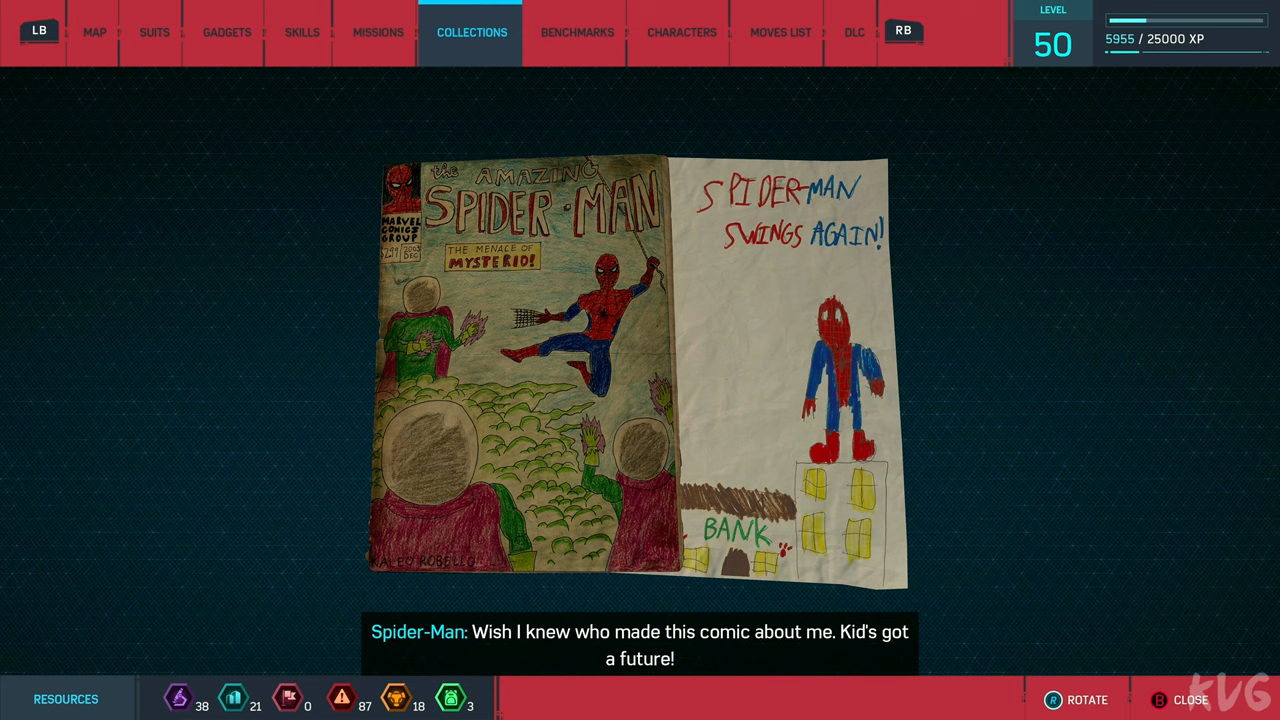 LB
MAP
SUITS
GADGETS
SKILLS
MISSIONS
COLLECTIONS
BENCHMARKS
CHARACTERS
MOVES LIST
DLC
RB
LEVEL
50
5955 / 25000 XP
the AMAZING
SPIDER-MAN
MARVEL
COMICS
GROUP
THE MENACE OF
MYSTERIO!
SPIDER-MAN
SWINGS AGAIN!
BANK
Spider-Man: Wish I knew who made this comic about me. Kid's got
a future!
RESOURCES
38
21
0
87
18
3
R ROTATE
B CLOSE
KVG